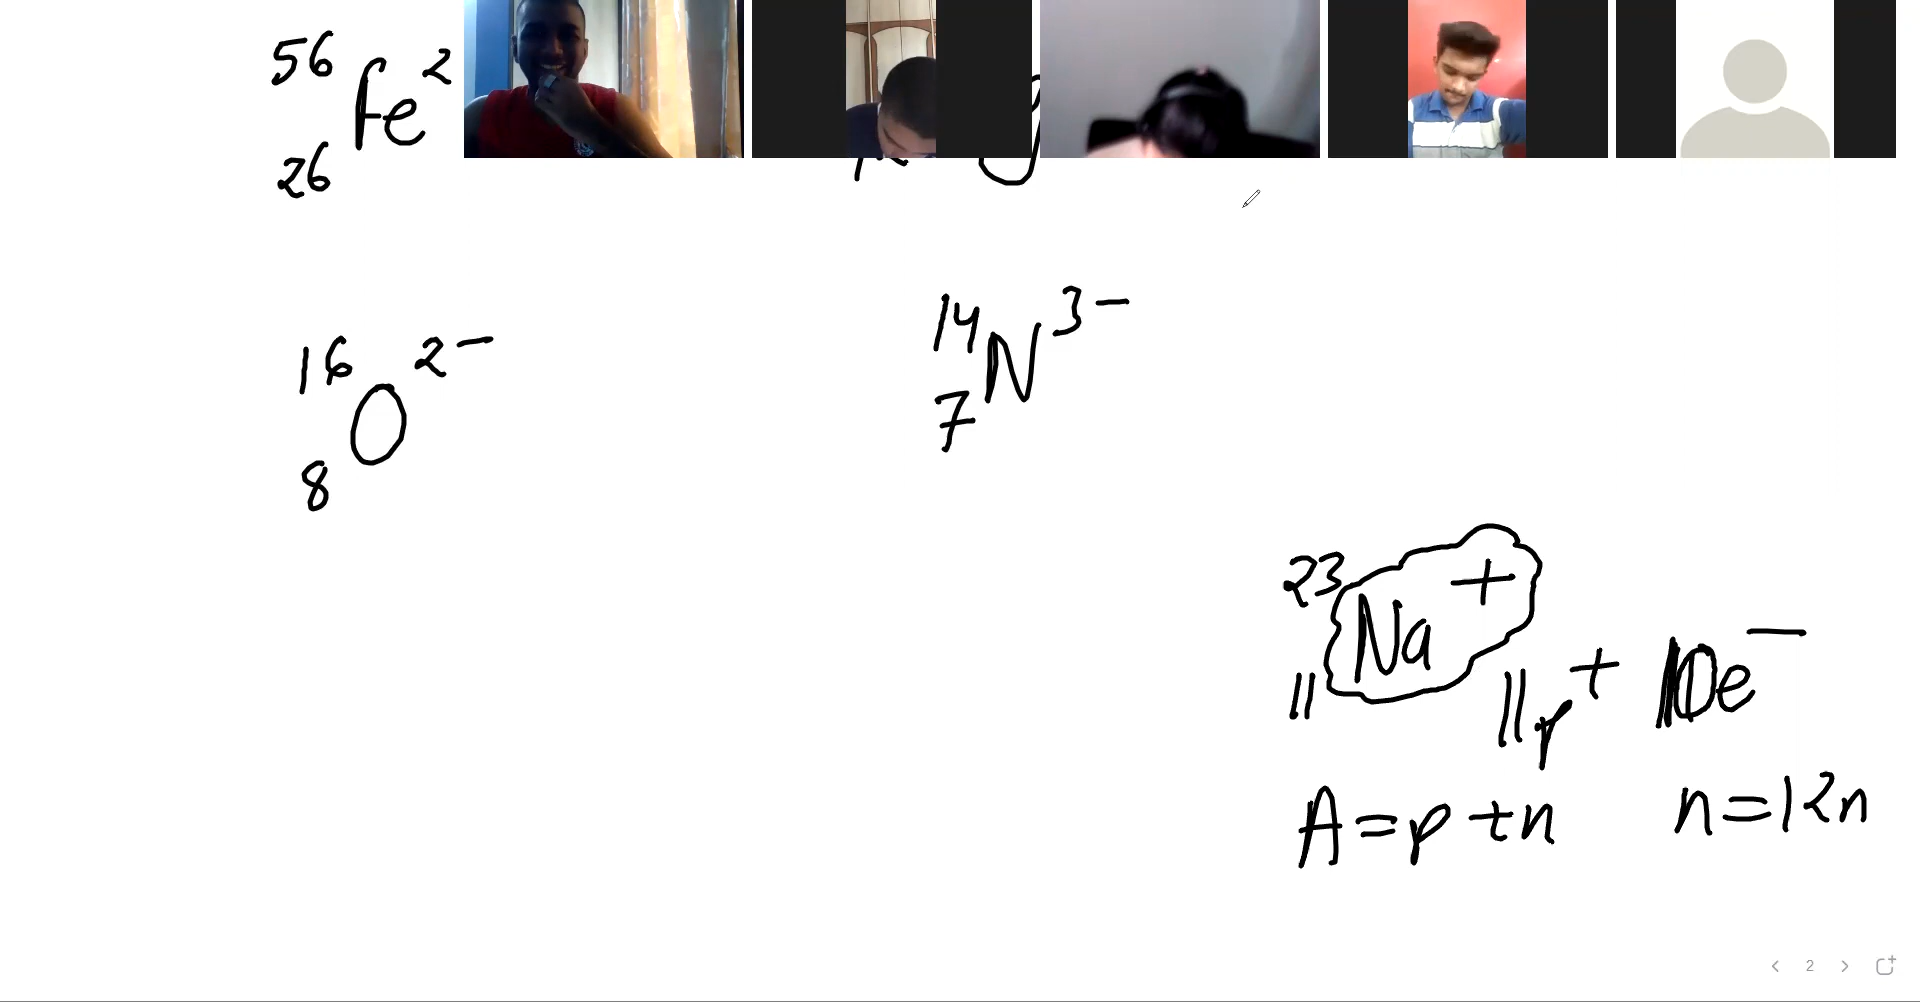 56 Fe 2
26
16 O 2−
8
14 N 3−
7
23 Na +
11
11p+ 10e−
A=p+n n=12n
2